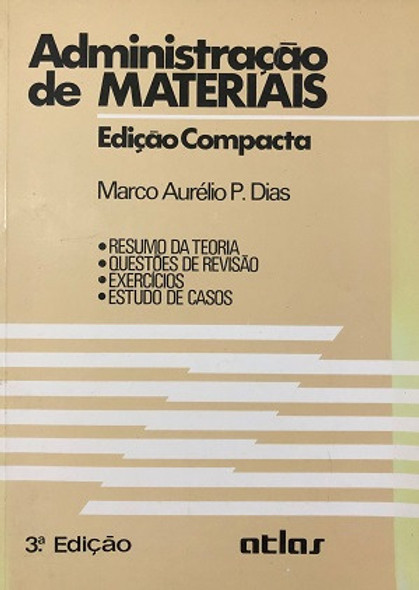 Administração
de MATERIAIS
Edição Compacta
Marco Aurélio P. Dias
• RESUMO DA TEORIA
• QUESTÕES DE REVISÃO
• EXERCÍCIOS
• ESTUDO DE CASOS
3ª Edição atlas